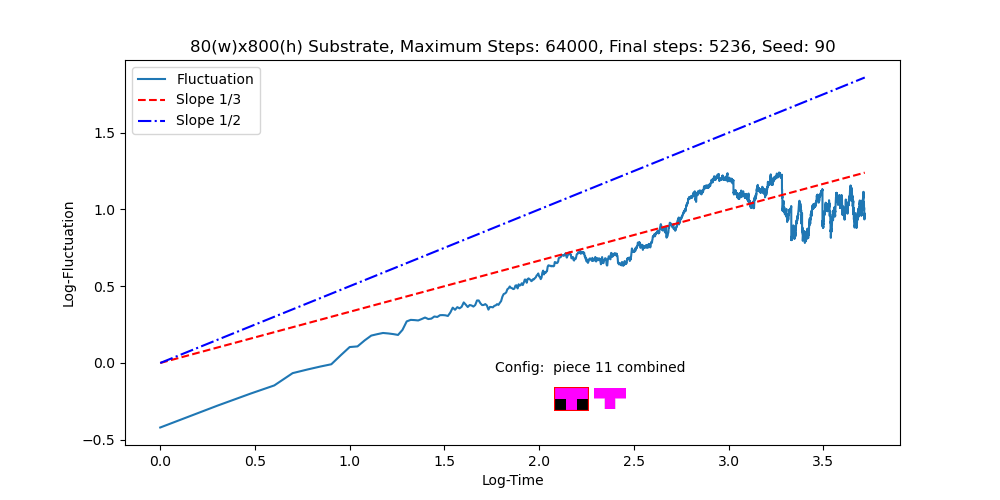 80(w)x800(h) Substrate, Maximum Steps: 64000, Final steps: 5236, Seed: 90
Fluctuation
Slope 1/3
Slope 1/2
1.5
1.0
0.5
0.0
−0.5
Log-Fluctuation
Config:  piece 11 combined
0.0 0.5 1.0 1.5 2.0 2.5 3.0 3.5
Log-Time